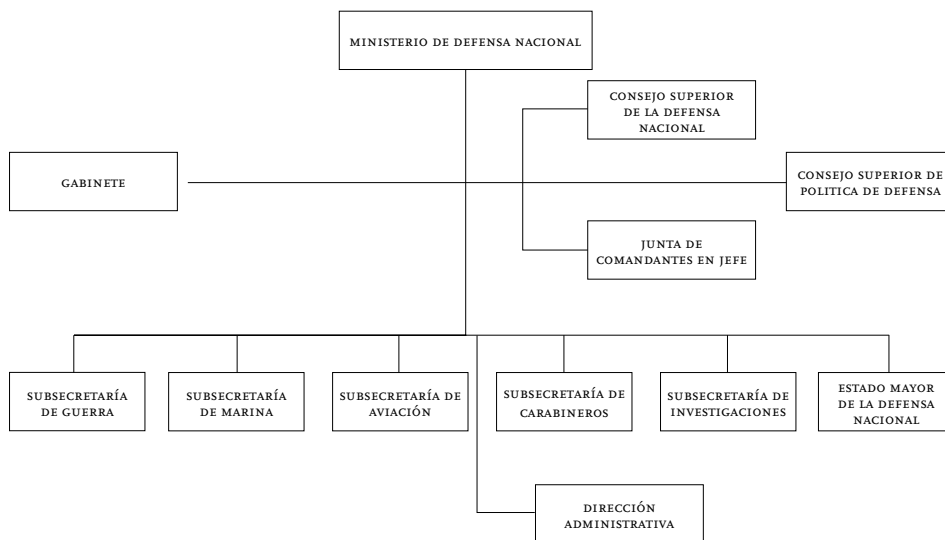 MINISTERIO DE DEFENSA NACIONAL
CONSEJO SUPERIOR
DE LA DEFENSA
NACIONAL
GABINETE
CONSEJO SUPERIOR DE
POLITICA DE DEFENSA
JUNTA DE
COMANDANTES EN JEFE
SUBSECRETARÍA
DE GUERRA
SUBSECRETARÍA
DE MARINA
SUBSECRETARÍA DE
AVIACIÓN
SUBSECRETARÍA DE
CARABINEROS
SUBSECRETARÍA DE
INVESTIGACIONES
ESTADO MAYOR
DE LA DEFENSA
NACIONAL
DIRECCIÓN
ADMINISTRATIVA